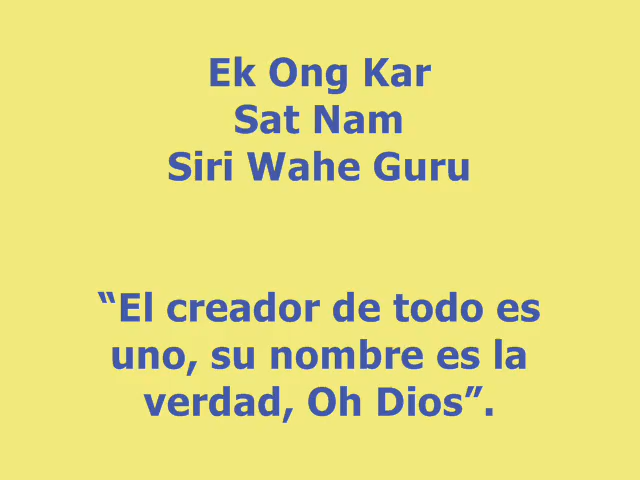 Ek Ong Kar
Sat Nam
Siri Wahe Guru
“El creador de todo es
uno, su nombre es la
verdad, Oh Dios”.